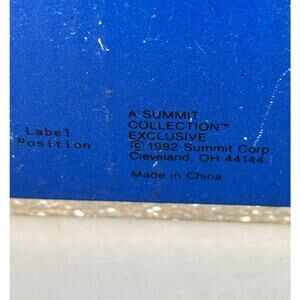 A SUMMIT
COLLECTION™
EXCLUSIVE
© 1992 Summit Corp.
Cleveland, OH 44144
Made in China
Label
Position